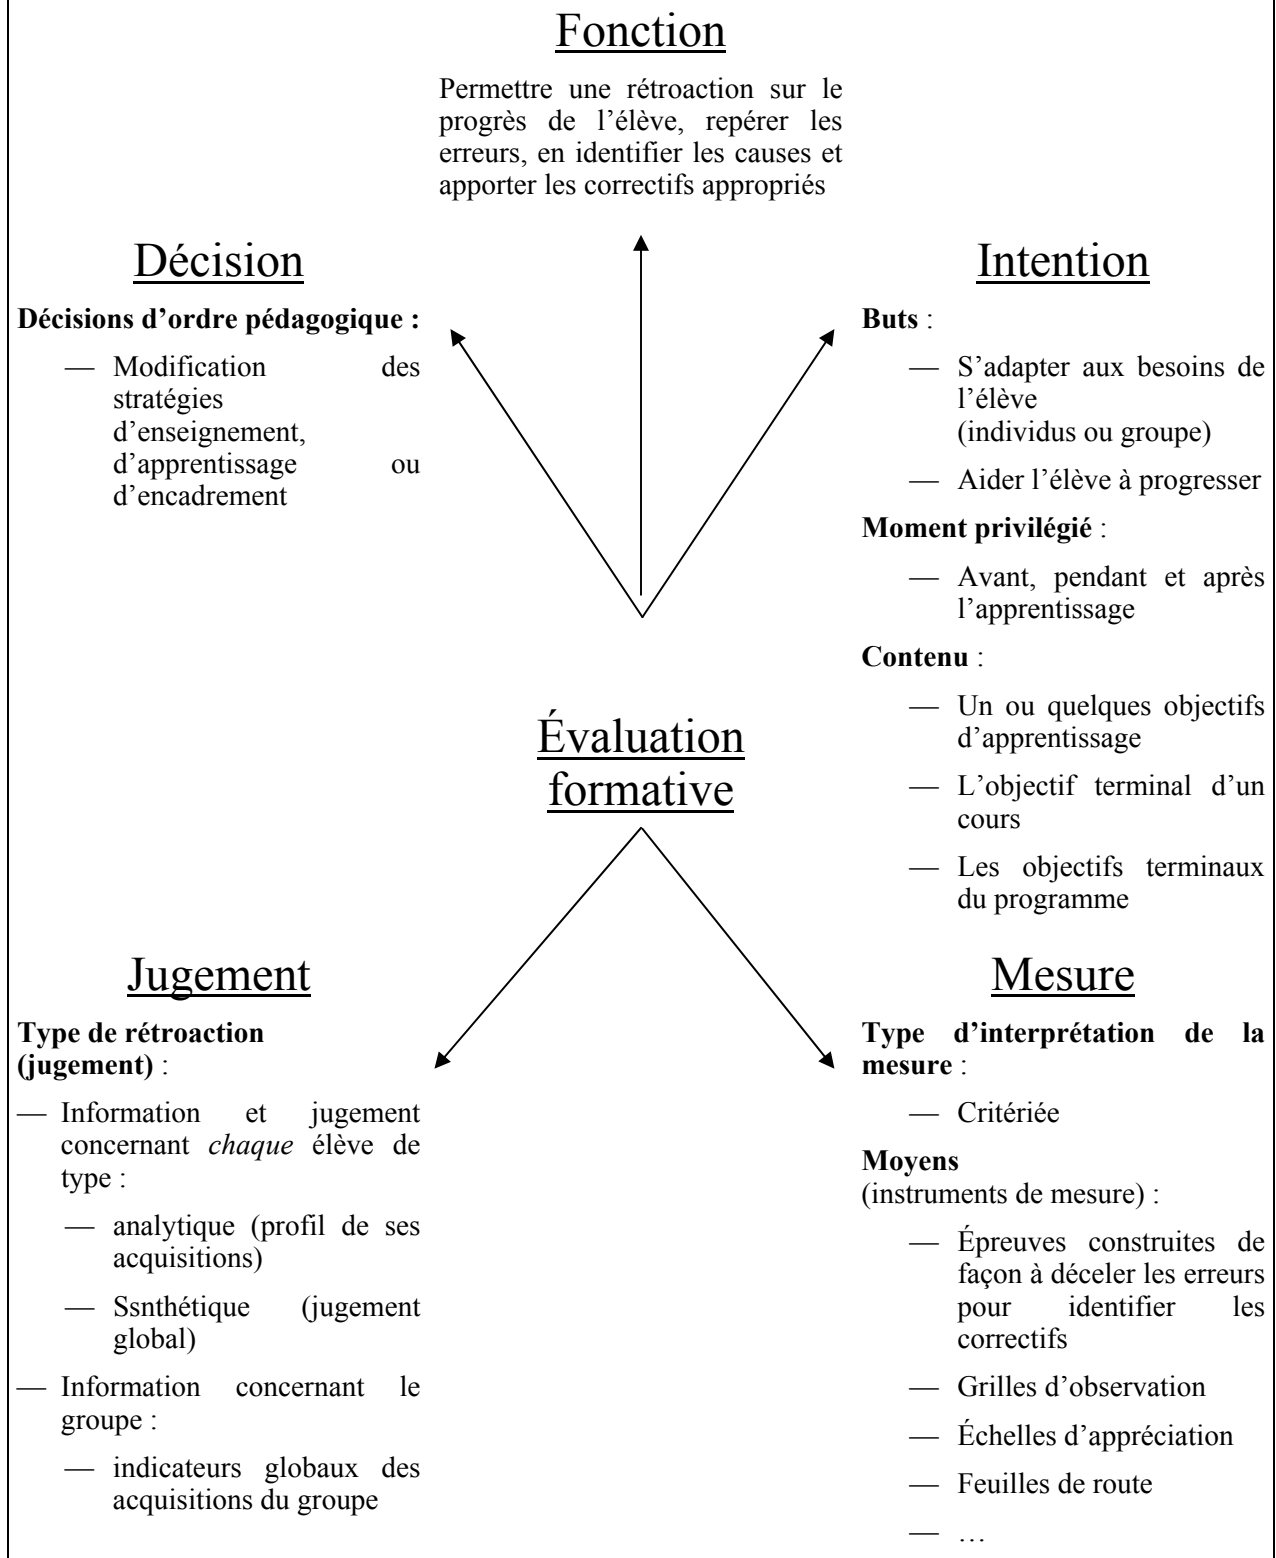 Fonction
Permettre une rétroaction sur le
progrès de l’élève, repérer les
erreurs, en identifier les causes et
apporter les correctifs appropriés
Décision
Décisions d’ordre pédagogique :
— Modification des
stratégies
d’enseignement,
d’apprentissage ou
d’encadrement
Intention
Buts :
— S’adapter aux besoins de
l’élève
(individus ou groupe)
— Aider l’élève à progresser
Moment privilégié :
— Avant, pendant et après
l’apprentissage
Contenu :
— Un ou quelques objectifs
d’apprentissage
— L’objectif terminal d’un
cours
— Les objectifs terminaux
du programme
Évaluation
formative
Jugement
Type de rétroaction
(jugement) :
— Information et jugement
concernant chaque élève de
type :
— analytique (profil de ses
acquisitions)
— Ssnthétique (jugement
global)
— Information concernant le
groupe :
— indicateurs globaux des
acquisitions du groupe
Mesure
Type d’interprétation de la
mesure :
— Critériée
Moyens
(instruments de mesure) :
— Épreuves construites de
façon à déceler les erreurs
pour identifier les
correctifs
— Grilles d’observation
— Échelles d’appréciation
— Feuilles de route
— …